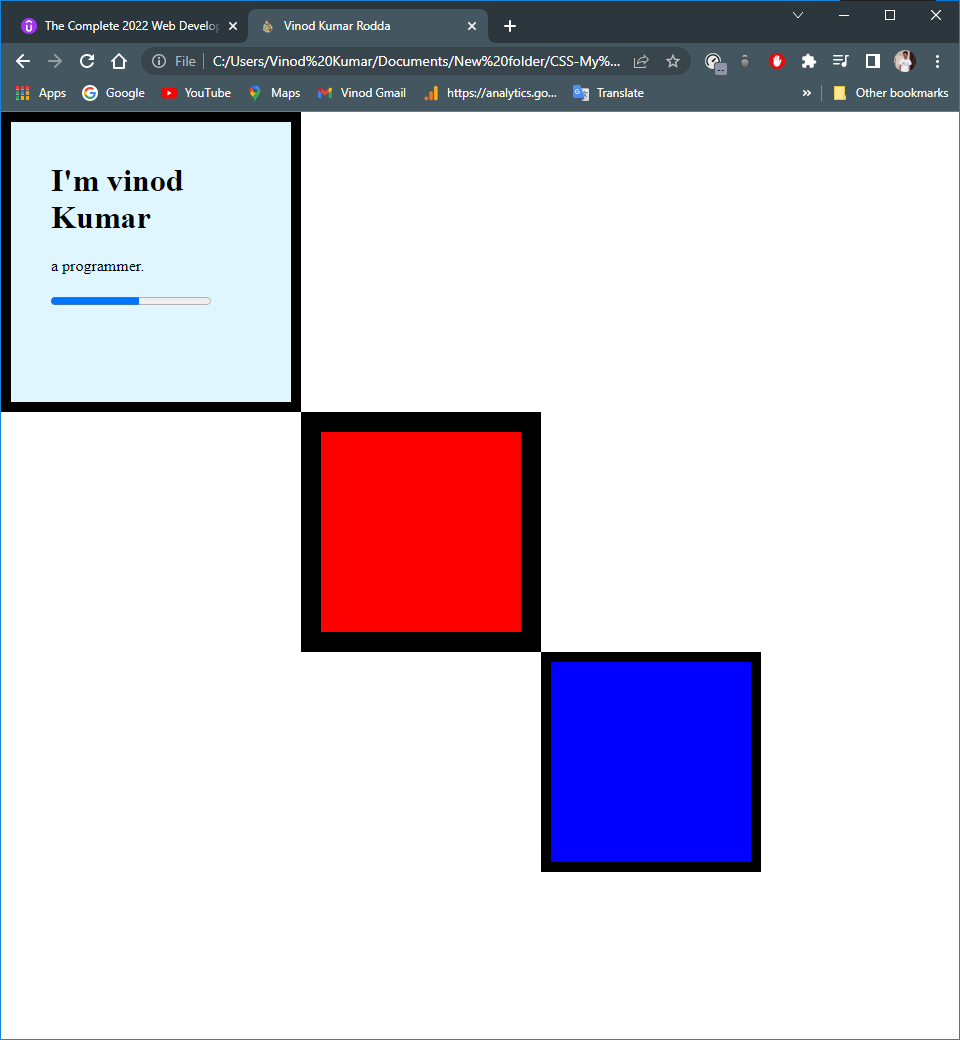 The Complete 2022 Web Develop
Vinod Kumar Rodda
File
C:/Users/Vinod%20Kumar/Documents/New%20folder/CSS-My%...
Apps Google YouTube Maps Vinod Gmail https://analytics.go... Translate » Other bookmarks
I'm vinod
Kumar
a programmer.